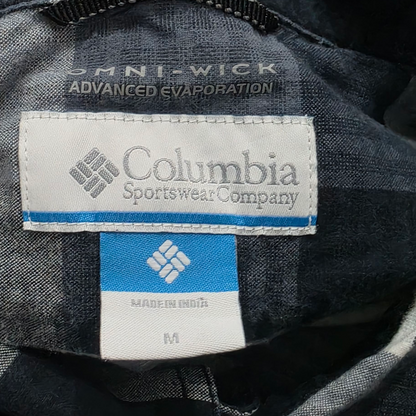 OMNI-WICK
ADVANCED EVAPORATION
Columbia
Sportswear Company
MADE IN INDIA
M